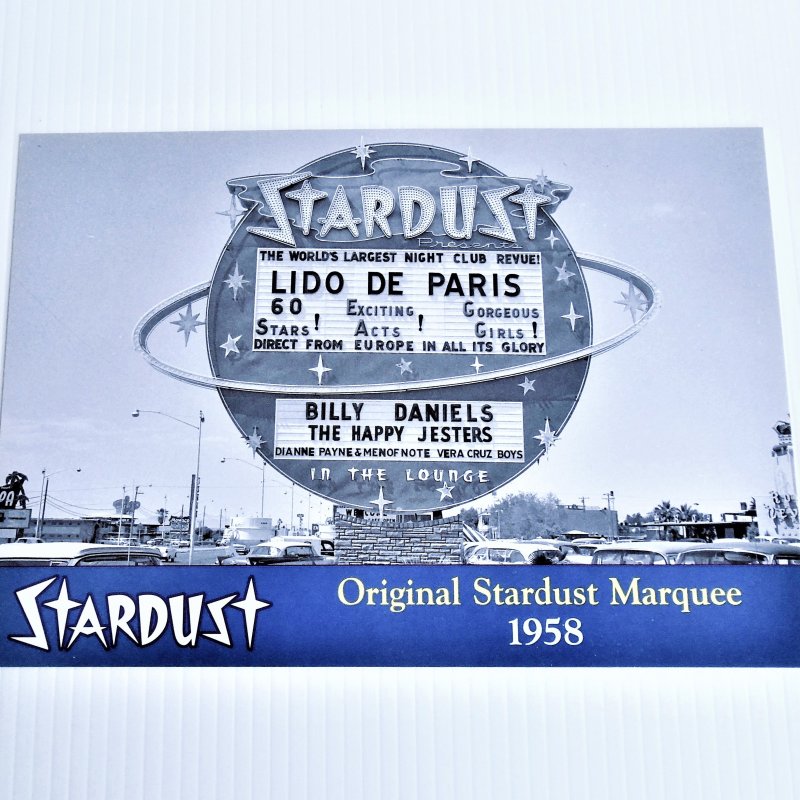 STARDUST
Presents
THE WORLD'S LARGEST NIGHT CLUB REVUE!
LIDO DE PARIS
60 EXCITING GORGEOUS
STARS! ACTS! GIRLS!
DIRECT FROM EUROPE IN ALL ITS GLORY
BILLY DANIELS
THE HAPPY JESTERS
DIANNE PAYNE & MEN OF NOTE VERA CRUZ BOYS
IN THE LOUNGE
PA
STARDUST
Original Stardust Marquee
1958